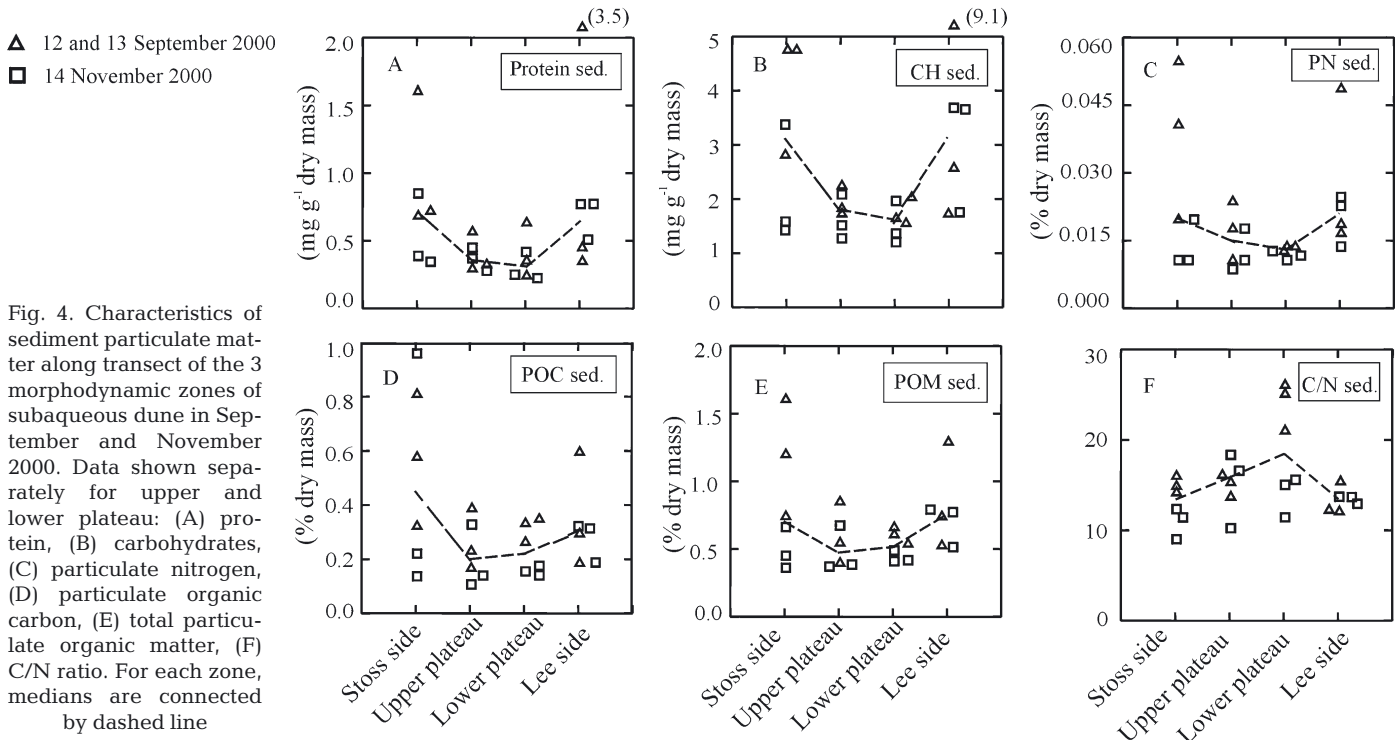 12 and 13 September 2000
14 November 2000
Fig. 4. Characteristics of
sediment particulate mat-
ter along transect of the 3
morphodynamic zones of
subaqueous dune in Sep-
tember and November
2000. Data shown sepa-
rately for upper and
lower plateau: (A) pro-
tein, (B) carbohydrates,
(C) particulate nitrogen,
(D) particulate organic
carbon, (E) total particu-
late organic matter, (F)
C/N ratio. For each zone,
medians are connected
by dashed line
(3.5)
A
Protein sed.
(mg g⁻¹ dry mass)
2.0
1.5
1.0
0.5
0.0
(9.1)
B
CH sed.
(mg g⁻¹ dry mass)
5
4
3
2
1
0
C
PN sed.
(% dry mass)
0.060
0.045
0.030
0.015
0.000
D
POC sed.
(% dry mass)
1.0
0.8
0.6
0.4
0.2
0.0
Stoss side
Upper plateau
Lower plateau
Lee side
E
POM sed.
(% dry mass)
2.0
1.5
1.0
0.5
0.0
Stoss side
Upper plateau
Lower plateau
Lee side
F
C/N sed.
30
20
10
0
Stoss side
Upper plateau
Lower plateau
Lee side